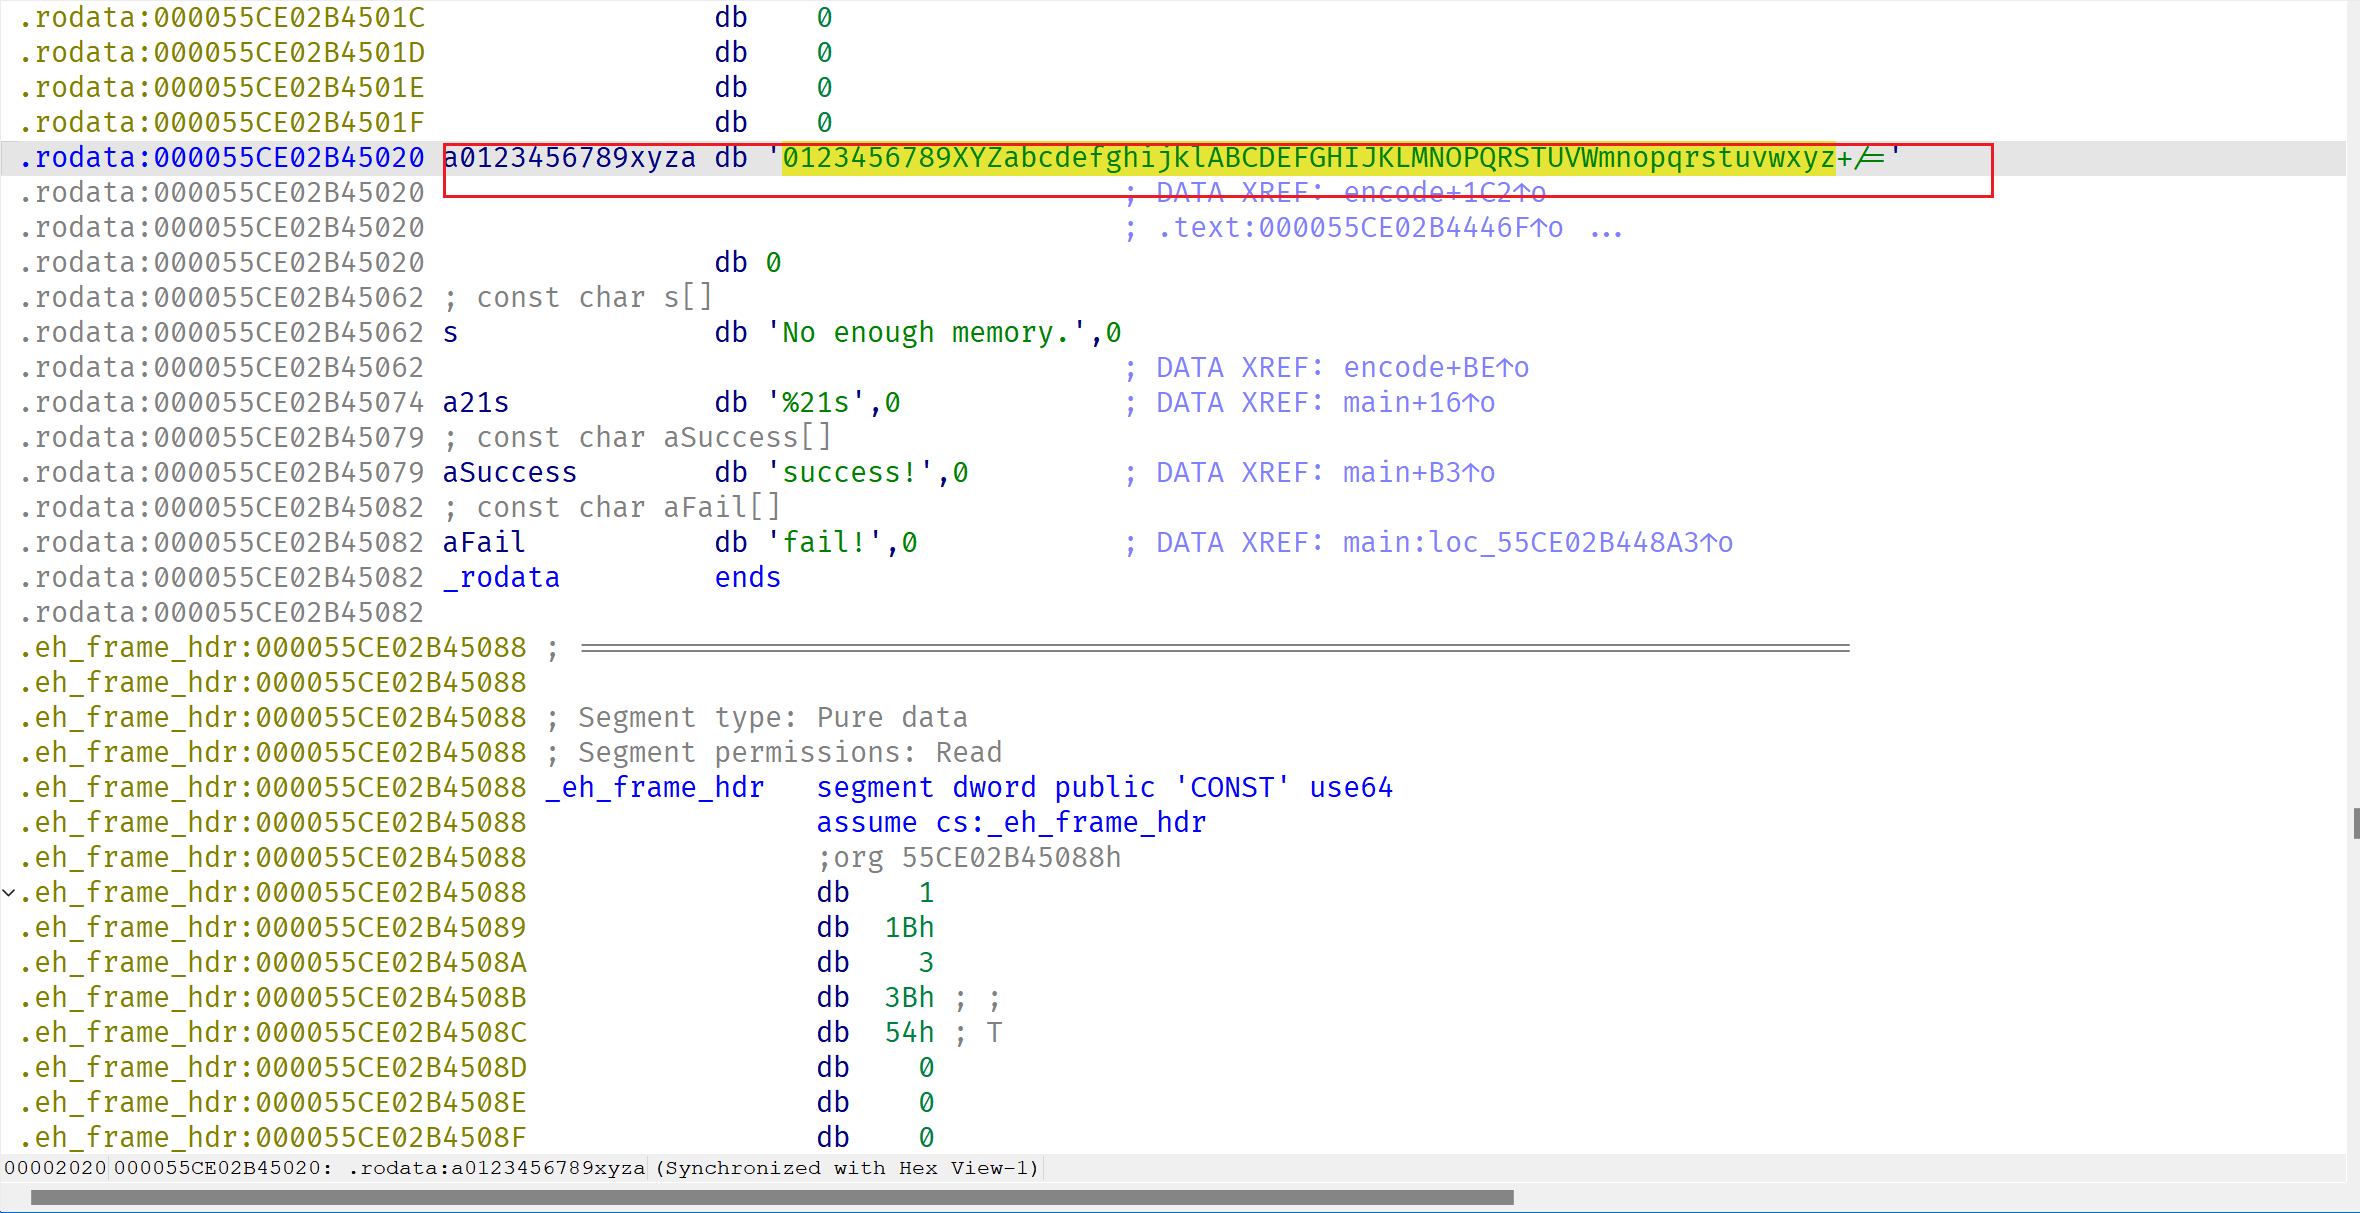 .rodata:000055CE02B4501C db 0
.rodata:000055CE02B4501D db 0
.rodata:000055CE02B4501E db 0
.rodata:000055CE02B4501F db 0
.rodata:000055CE02B45020 a0123456789xyza db '0123456789XYZabcdefghijklABCDEFGHIJKLMNOPQRSTUVWmnopqrstuvwxyz+/='
.rodata:000055CE02B45020 ; DATA XREF: encode+1C2↑o
.rodata:000055CE02B45020 ; .text:000055CE02B4446F↑o ...
.rodata:000055CE02B45020 db 0
.rodata:000055CE02B45062 ; const char s[]
.rodata:000055CE02B45062 s db 'No enough memory.',0
.rodata:000055CE02B45062 ; DATA XREF: encode+BE↑o
.rodata:000055CE02B45074 a21s db '%21s',0 ; DATA XREF: main+16↑o
.rodata:000055CE02B45079 ; const char aSuccess[]
.rodata:000055CE02B45079 aSuccess db 'success!',0 ; DATA XREF: main+B3↑o
.rodata:000055CE02B45082 ; const char aFail[]
.rodata:000055CE02B45082 aFail db 'fail!',0 ; DATA XREF: main:loc_55CE02B448A3↑o
.rodata:000055CE02B45082 _rodata ends
.rodata:000055CE02B45082
.eh_frame_hdr:000055CE02B45088 ; ===========================================================================
.eh_frame_hdr:000055CE02B45088
.eh_frame_hdr:000055CE02B45088 ; Segment type: Pure data
.eh_frame_hdr:000055CE02B45088 ; Segment permissions: Read
.eh_frame_hdr:000055CE02B45088 _eh_frame_hdr segment dword public 'CONST' use64
.eh_frame_hdr:000055CE02B45088 assume cs:_eh_frame_hdr
.eh_frame_hdr:000055CE02B45088 ;org 55CE02B45088h
.eh_frame_hdr:000055CE02B45088 db 1
.eh_frame_hdr:000055CE02B45089 db 1Bh
.eh_frame_hdr:000055CE02B4508A db 3
.eh_frame_hdr:000055CE02B4508B db 3Bh ; ;
.eh_frame_hdr:000055CE02B4508C db 54h ; T
.eh_frame_hdr:000055CE02B4508D db 0
.eh_frame_hdr:000055CE02B4508E db 0
.eh_frame_hdr:000055CE02B4508F db 0
00002020 000055CE02B45020: .rodata:a0123456789xyza (Synchronized with Hex View-1)